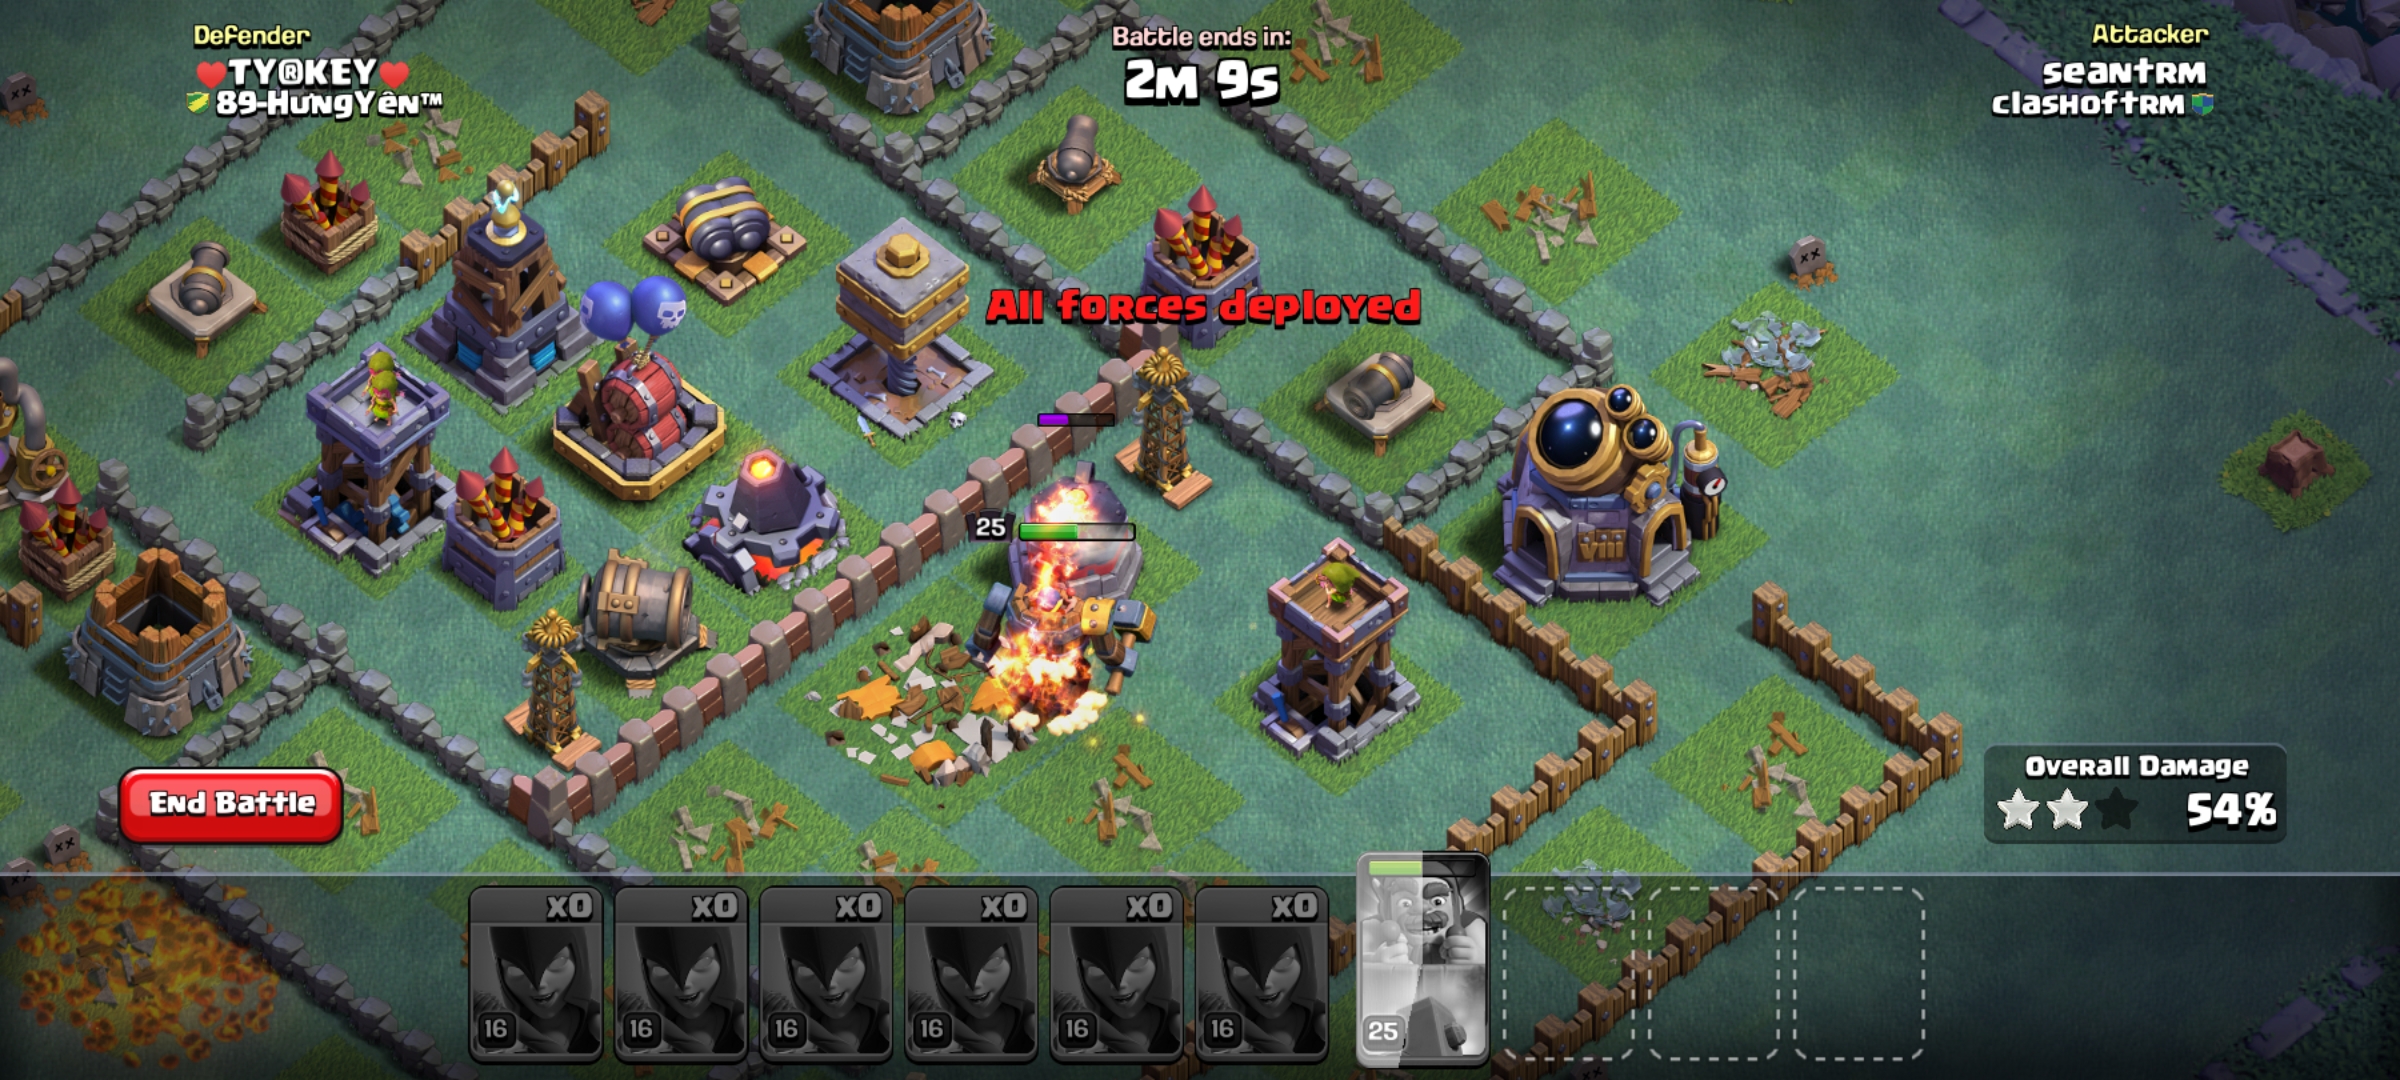 Defender
❤️TY®KEY❤️
89-HưngYên™
Battle ends in:
2M 9s
Attacker
seantRM
clashoftRM
All forces deployed
25
VIII
End Battle
Overall Damage
54%
x0
x0
x0
x0
x0
x0
16
16
16
16
16
16
25